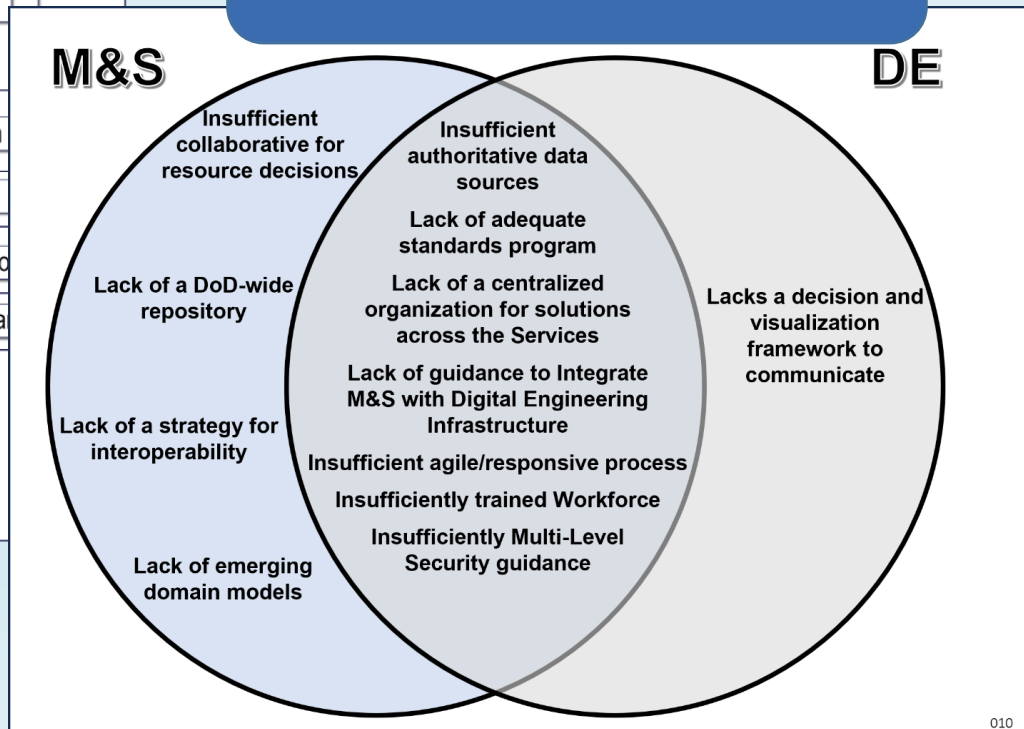 M&S
DE
Insufficient
collaborative for
resource decisions
Lack of a DoD-wide
repository
Lack of a strategy for
interoperability
Lack of emerging
domain models
Insufficient
authoritative data
sources
Lack of adequate
standards program
Lack of a centralized
organization for solutions
across the Services
Lack of guidance to Integrate
M&S with Digital Engineering
Infrastructure
Insufficient agile/responsive process
Insufficiently trained Workforce
Insufficiently Multi-Level
Security guidance
Lacks a decision and
visualization
framework to
communicate
010